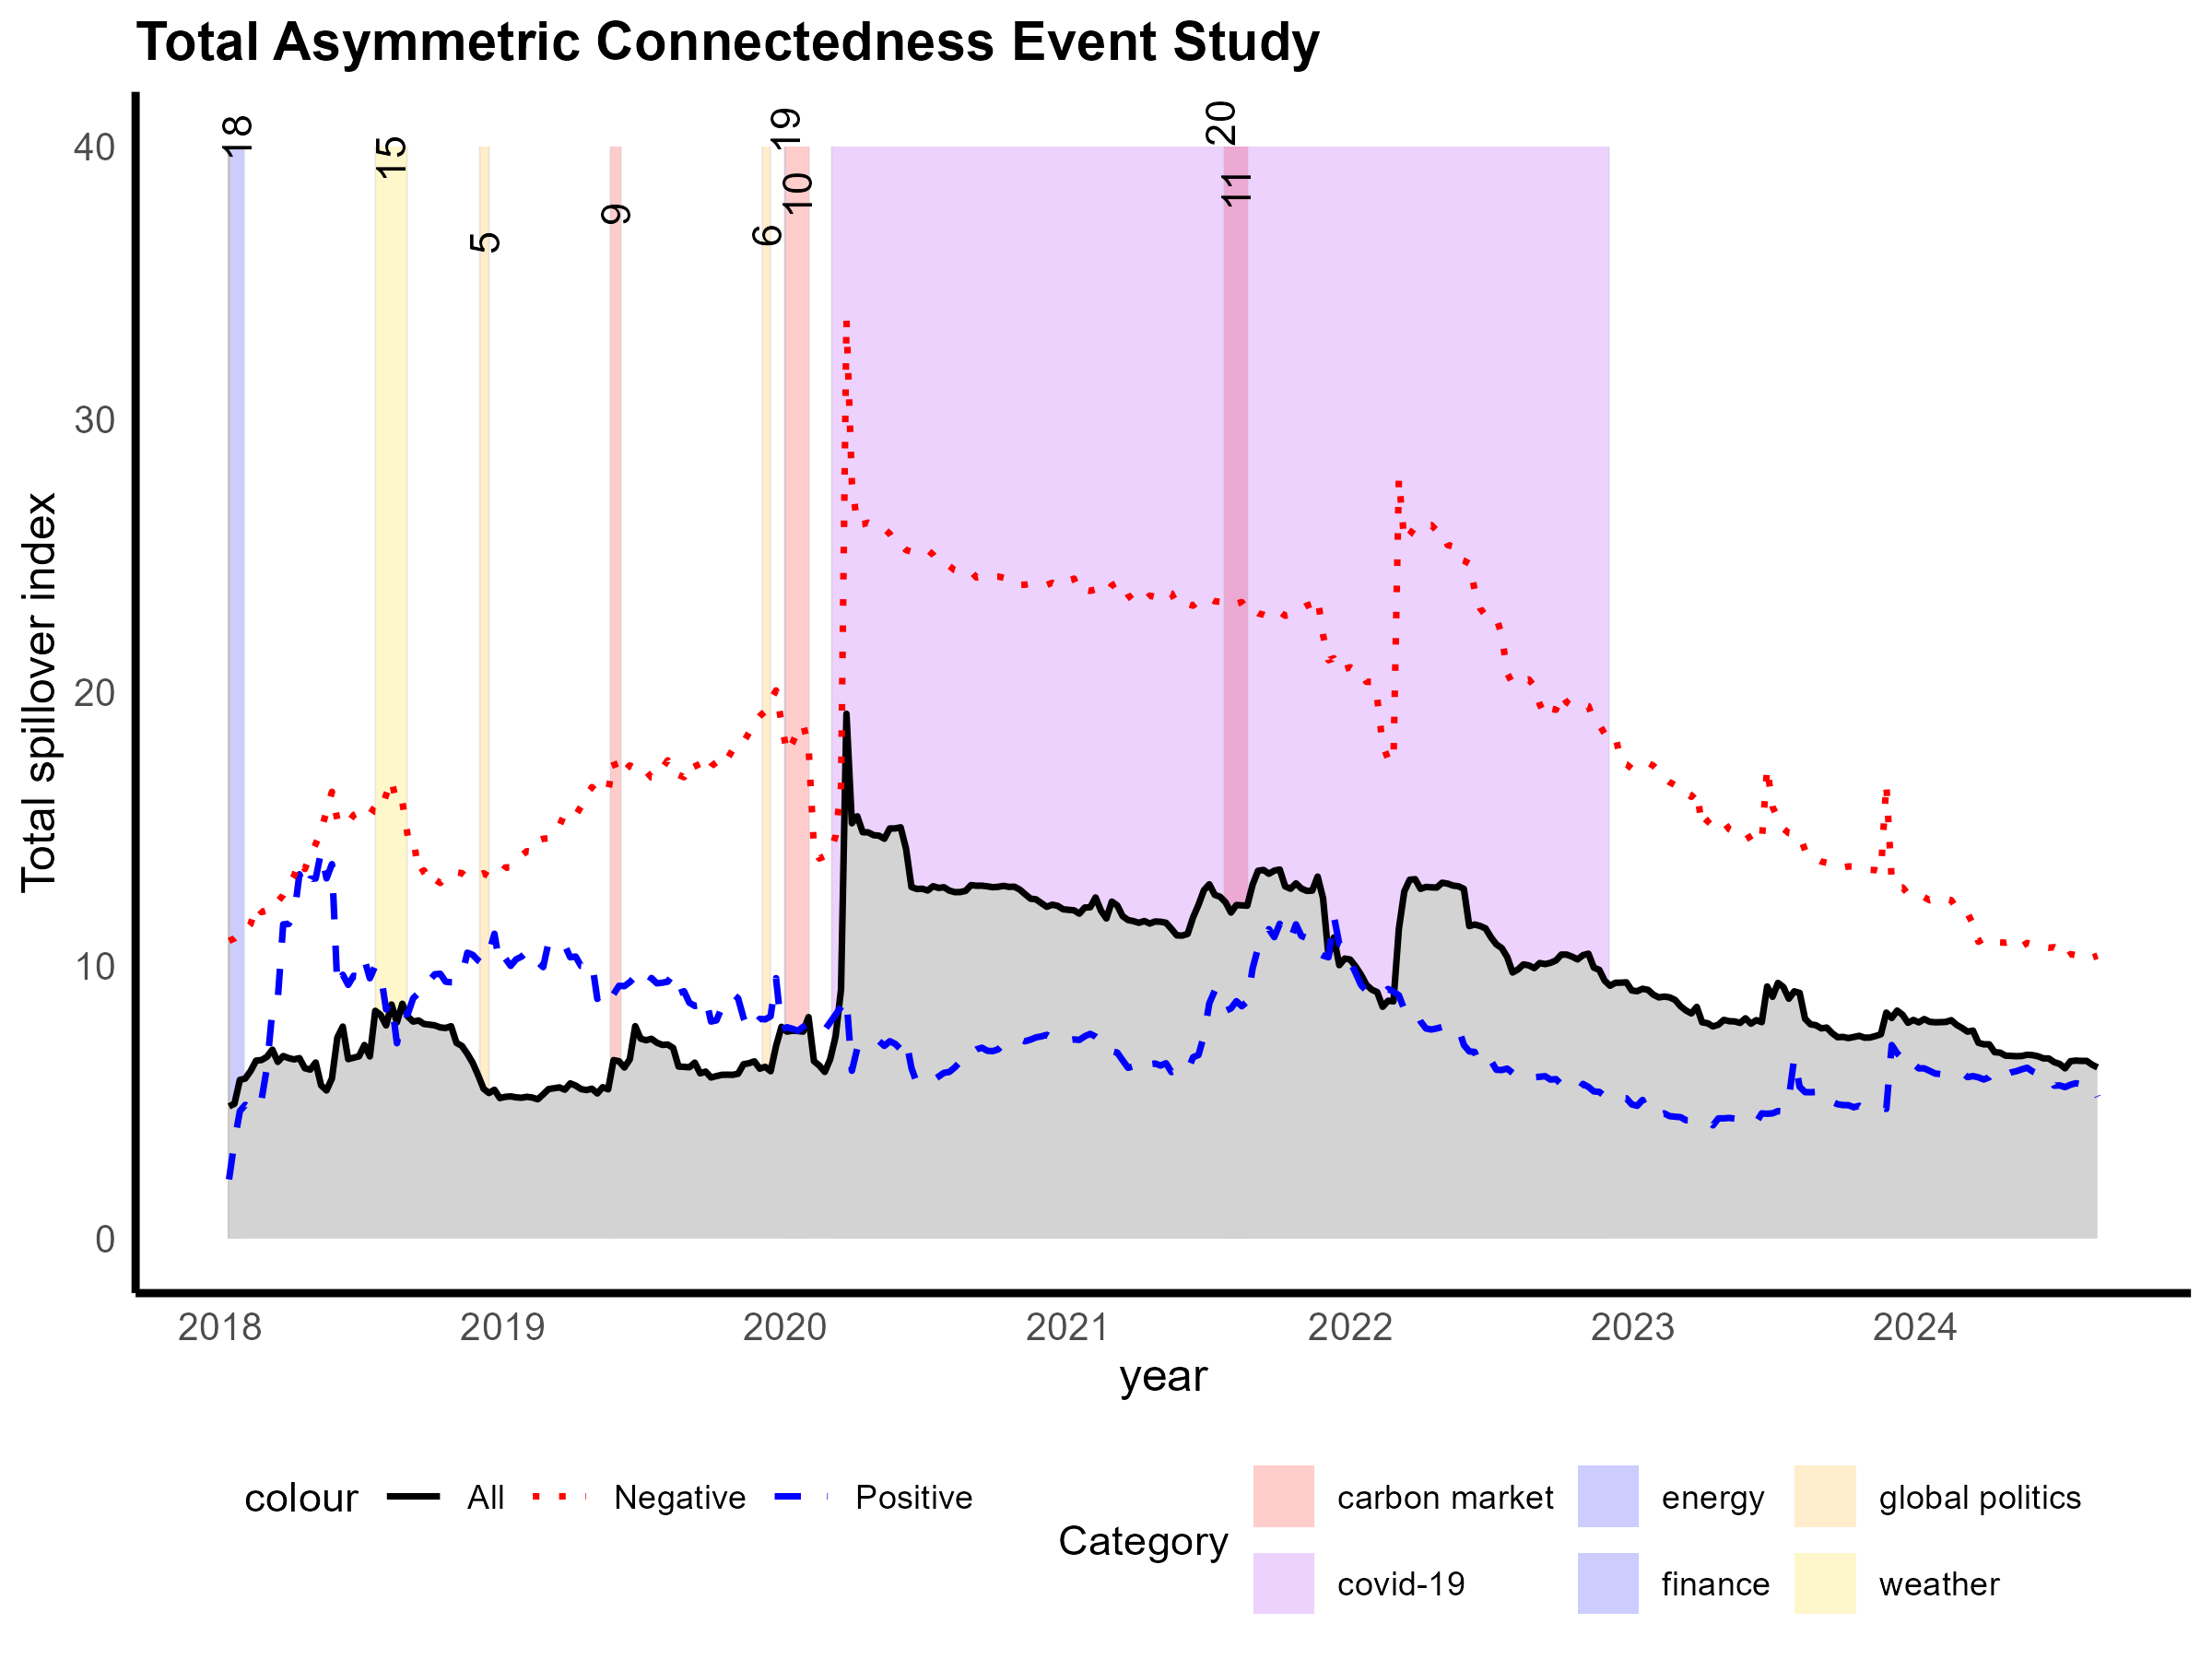 Total Asymmetric Connectedness Event Study
Total spillover index
40
30
20
10
0
18
15
5
9
6
19
10
20
11
2018 2019 2020 2021 2022 2023 2024
year
colour All Negative Positive
Category
carbon market energy global politics
covid-19 finance weather